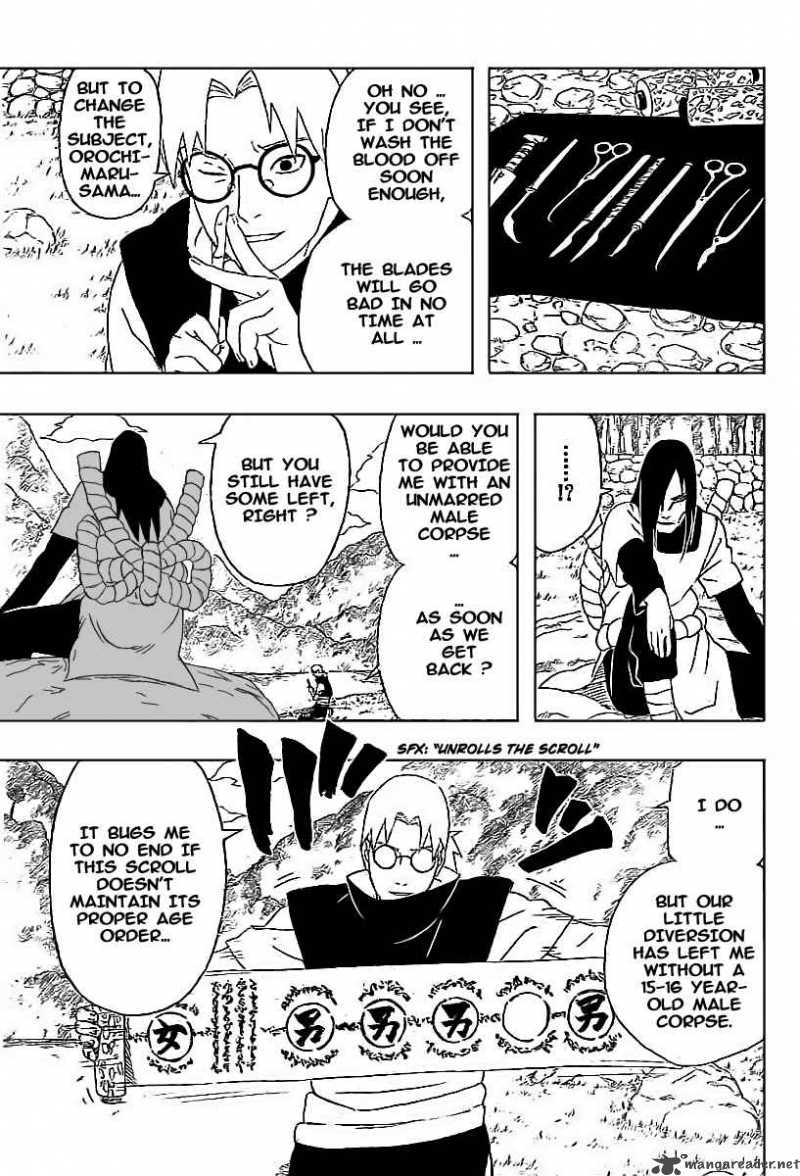 OH NO ...
YOU SEE,
IF I DON'T
WASH THE
BLOOD OFF
SOON
ENOUGH,
THE BLADES
WILL GO
BAD IN NO
TIME AT
ALL ...
BUT TO
CHANGE
THE
SUBJECT,
OROCHI-
MARU-
SAMA...
......!?
WOULD YOU
BE ABLE
TO PROVIDE
ME WITH AN
UNMARRED
MALE
CORPSE
...
...
AS SOON
AS WE
GET
BACK ?
BUT YOU
STILL HAVE
SOME LEFT,
RIGHT ?
SFX: "UNROLLS THE SCROLL"
I DO
...
BUT OUR
LITTLE
DIVERSION
HAS LEFT ME
WITHOUT A
15-16 YEAR-
OLD MALE
CORPSE.
IT BUGS ME
TO NO END IF
THIS SCROLL
DOESN'T
MAINTAIN ITS
PROPER AGE
ORDER...
女 男 男 男 男
mangareader.net